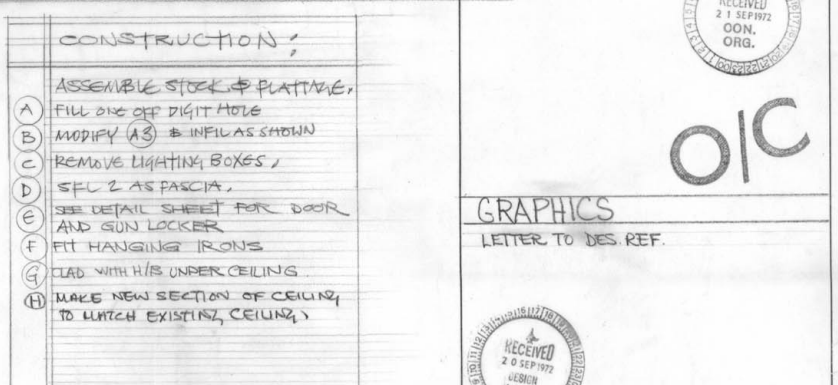 CONSTRUCTION:
ASSEMBLE STOCK & FLATTAGE.
A FILL ONE OFF DIGIT HOLE
B MODIFY A3 & INFIL AS SHOWN
C REMOVE LIGHTING BOXES.
D SFL 2 AS FASCIA.
E SEE DETAIL SHEET FOR DOOR
AND GUN LOCKER
F FIT HANGING IRONS
G CLAD WITH H/B UNDER CEILING
H MAKE NEW SECTION OF CEILING
TO MATCH EXISTING CEILING.
RECEIVED
21 SEP 1972
ORG.
O/C
GRAPHICS
LETTER TO DES. REF.
RECEIVED
20 SEP 1972
DESIGN